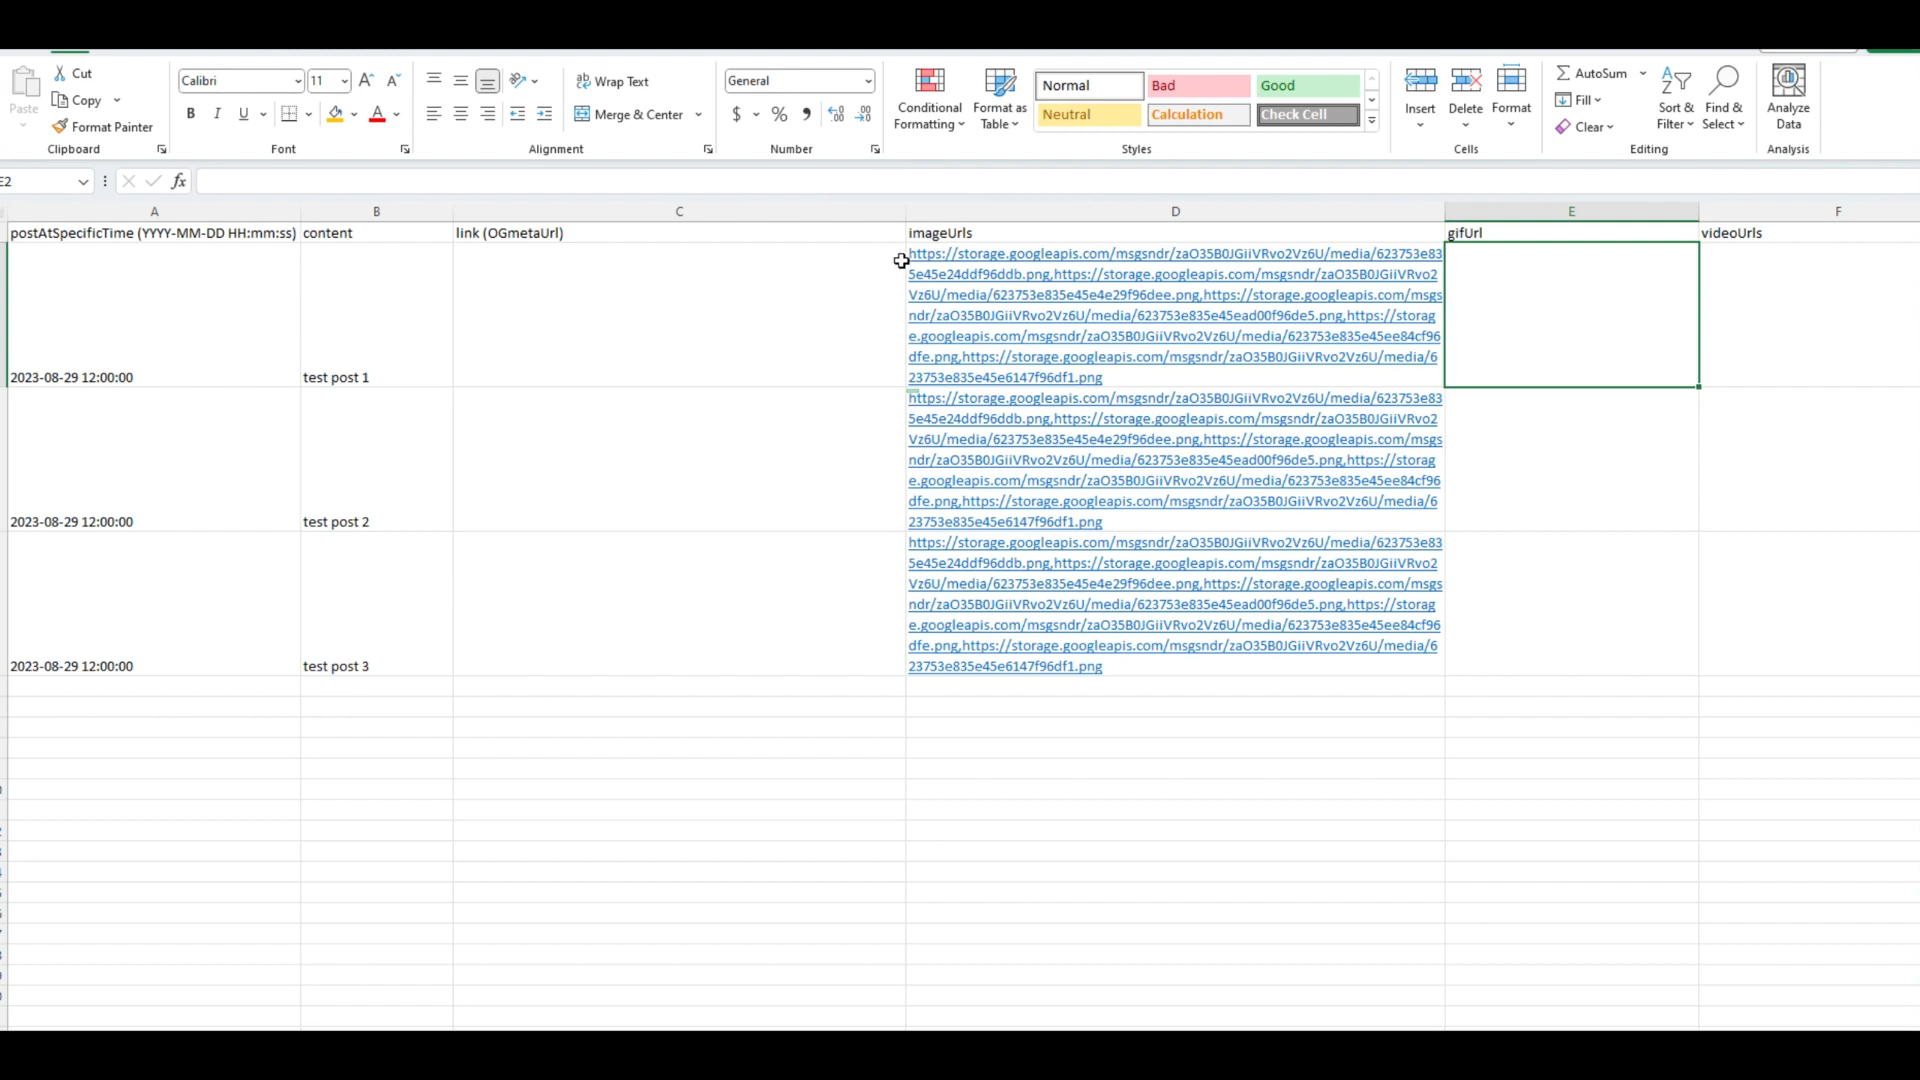 Cut
Calibri
11
Wrap Text
General
Normal
Bad
Good
AutoSum
Paste
Copy
B I U
Merge & Center
$ % ,
Conditional Formatting
Format as Table
Neutral
Calculation
Check Cell
Insert
Delete
Format
Fill
Sort & Filter
Find & Select
Analyze Data
Format Painter
Clear
Clipboard
Font
Alignment
Number
Styles
Cells
Editing
Analysis
E2
fx
A B C D E F
postAtSpecificTime (YYYY-MM-DD HH:mm:ss) content link (OGmetaUrl) imageUrls gifUrl videoUrls
https://storage.googleapis.com/msgsndr/zaO35B0JGiiVRvo2Vz6U/media/623753e83
5e45e24ddf96ddb.png,https://storage.googleapis.com/msgsndr/zaO35B0JGiiVRvo2
Vz6U/media/623753e835e45e4e29f96dee.png,https://storage.googleapis.com/msgs
ndr/zaO35B0JGiiVRvo2Vz6U/media/623753e835e45ead00f96de5.png,https://storag
e.googleapis.com/msgsndr/zaO35B0JGiiVRvo2Vz6U/media/623753e835e45ee84cf96
dfe.png,https://storage.googleapis.com/msgsndr/zaO35B0JGiiVRvo2Vz6U/media/6
2023-08-29 12:00:00 test post 1 23753e835e45e6147f96df1.png
https://storage.googleapis.com/msgsndr/zaO35B0JGiiVRvo2Vz6U/media/623753e83
5e45e24ddf96ddb.png,https://storage.googleapis.com/msgsndr/zaO35B0JGiiVRvo2
Vz6U/media/623753e835e45e4e29f96dee.png,https://storage.googleapis.com/msgs
ndr/zaO35B0JGiiVRvo2Vz6U/media/623753e835e45ead00f96de5.png,https://storag
e.googleapis.com/msgsndr/zaO35B0JGiiVRvo2Vz6U/media/623753e835e45ee84cf96
dfe.png,https://storage.googleapis.com/msgsndr/zaO35B0JGiiVRvo2Vz6U/media/6
2023-08-29 12:00:00 test post 2 23753e835e45e6147f96df1.png
https://storage.googleapis.com/msgsndr/zaO35B0JGiiVRvo2Vz6U/media/623753e83
5e45e24ddf96ddb.png,https://storage.googleapis.com/msgsndr/zaO35B0JGiiVRvo2
Vz6U/media/623753e835e45e4e29f96dee.png,https://storage.googleapis.com/msgs
ndr/zaO35B0JGiiVRvo2Vz6U/media/623753e835e45ead00f96de5.png,https://storag
e.googleapis.com/msgsndr/zaO35B0JGiiVRvo2Vz6U/media/623753e835e45ee84cf96
dfe.png,https://storage.googleapis.com/msgsndr/zaO35B0JGiiVRvo2Vz6U/media/6
2023-08-29 12:00:00 test post 3 23753e835e45e6147f96df1.png